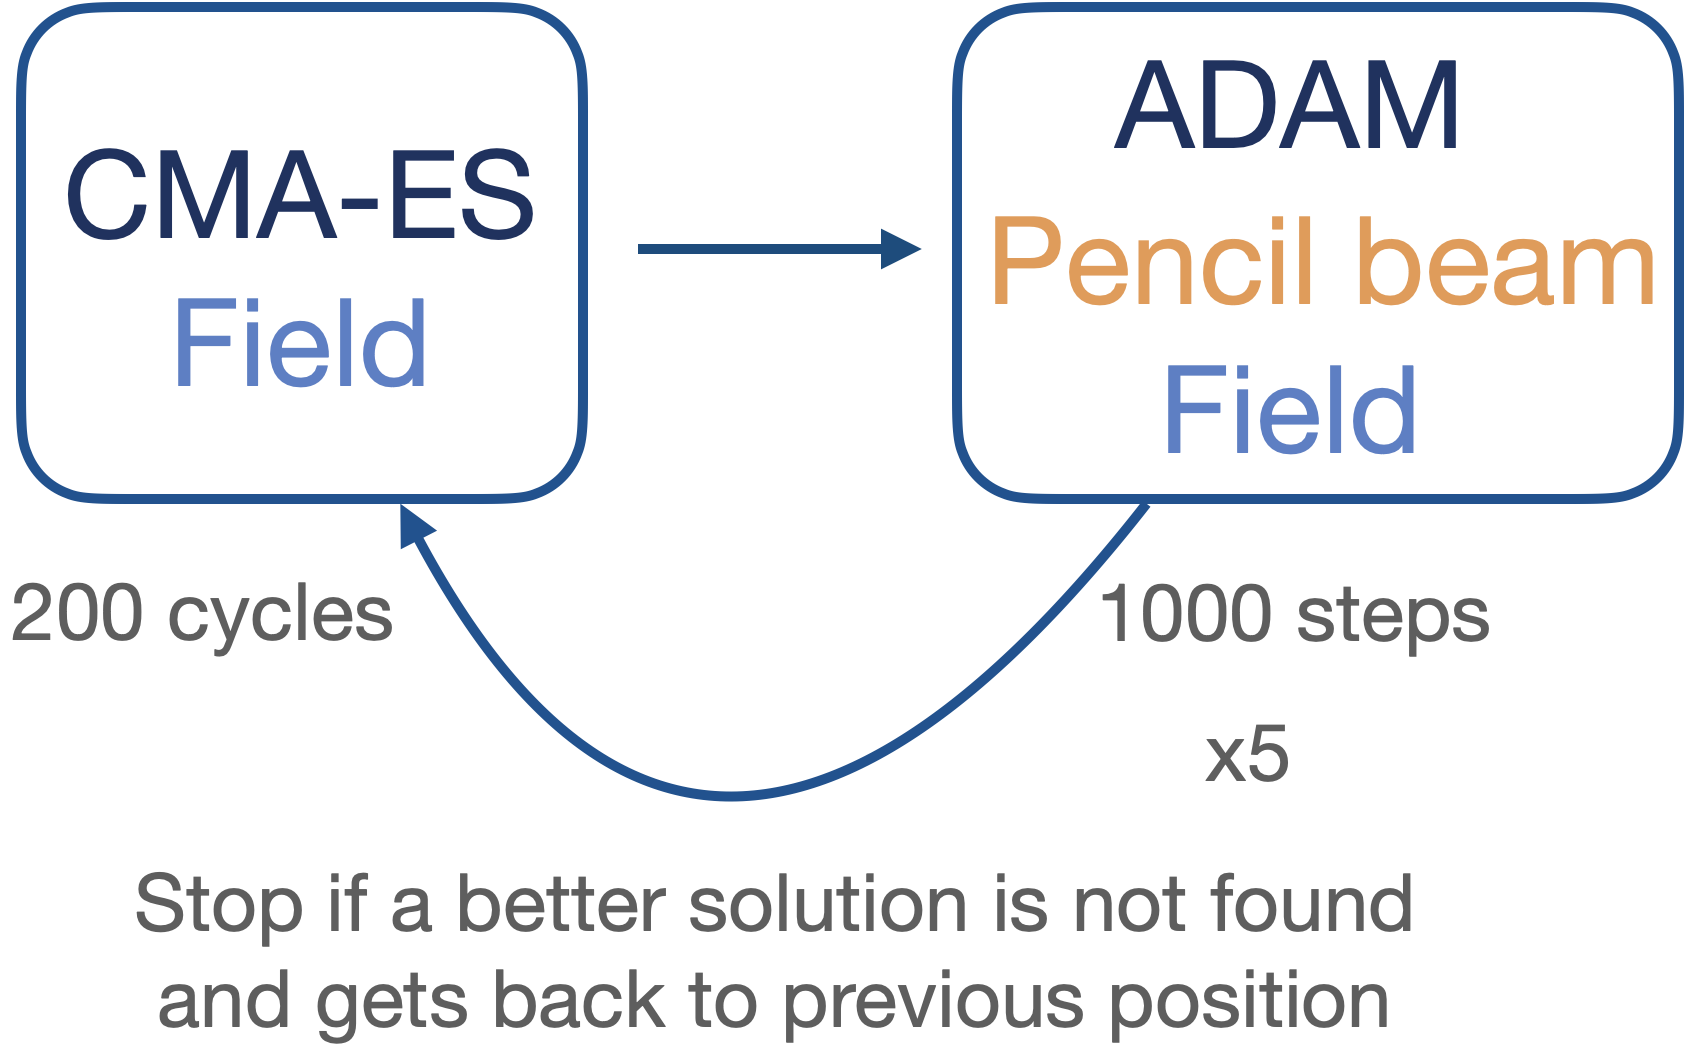 CMA-ES
Field
ADAM
Pencil beam
Field
200 cycles
1000 steps
x5
Stop if a better solution is not found
and gets back to previous position